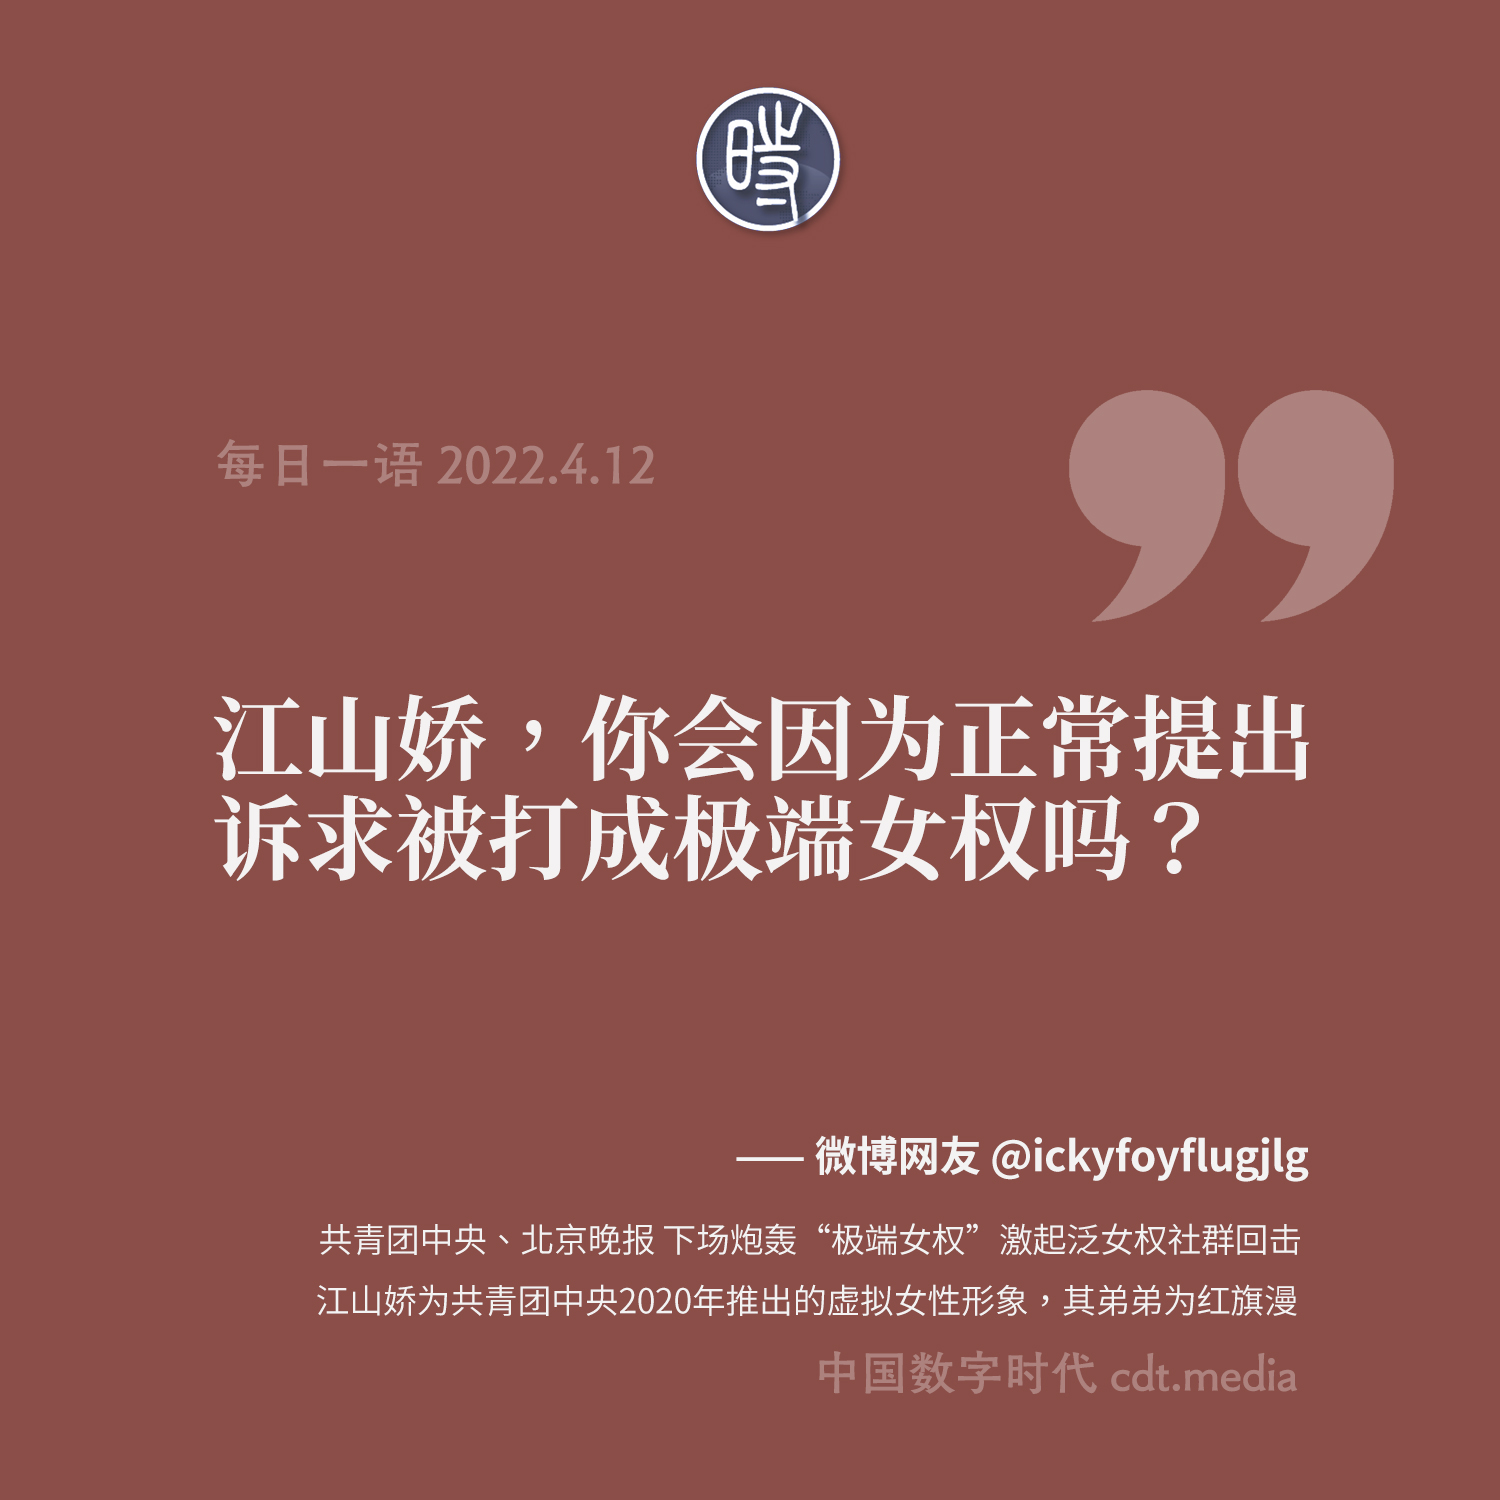 時
每日一语 2022.4.12
江山娇，你会因为正常提出
诉求被打成极端女权吗？
—— 微博网友 @ickyfoyflugjlg
共青团中央、北京晚报 下场炮轰“极端女权”激起泛女权社群回击
江山娇为共青团中央2020年推出的虚拟女性形象，其弟弟为红旗漫
中国数字时代 cdt.media